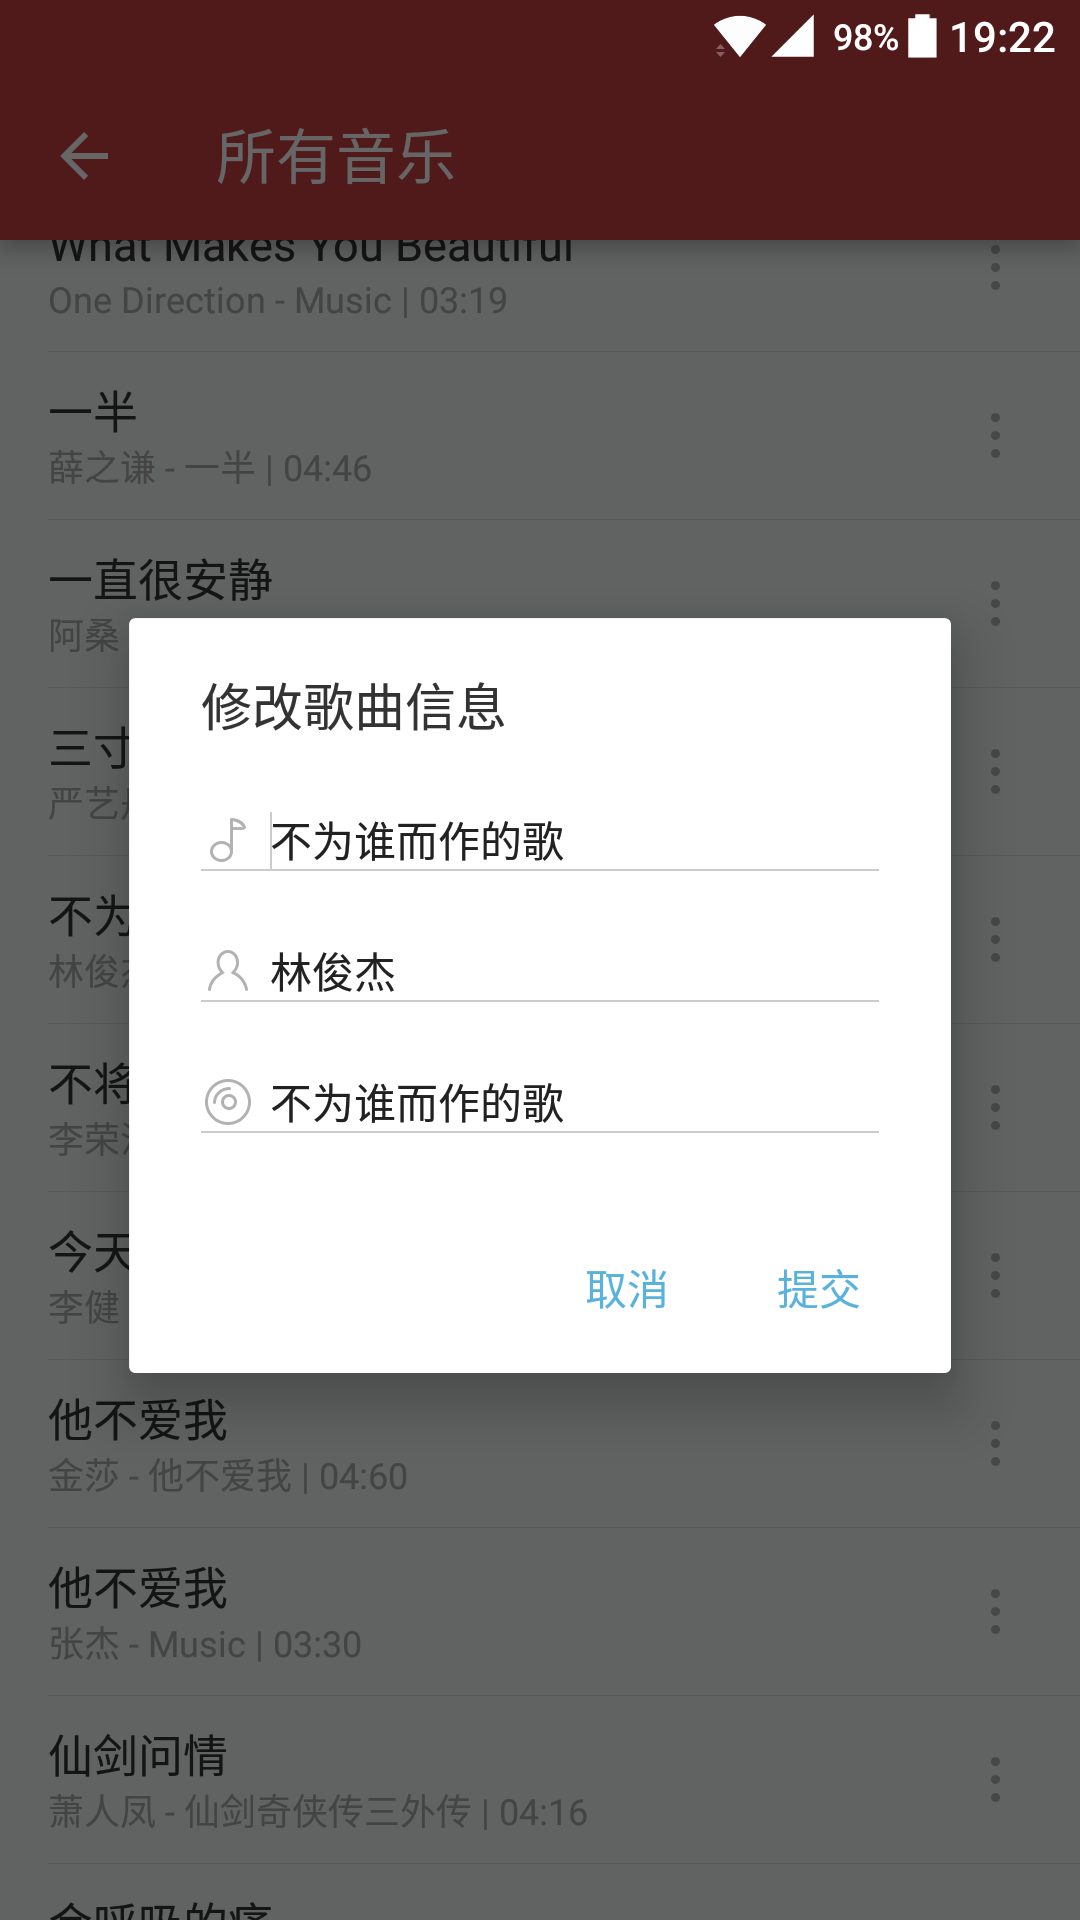 98% 19:22
所有音乐
What Makes You Beautiful
One Direction - Music | 03:19
一半
薛之谦 - 一半 | 04:46
一直很安静
阿桑
三寸
严艺
修改歌曲信息
不为谁而作的歌
林俊杰
不为谁而作的歌
取消 提交
不为
林俊
不将
李荣
今天
李健
他不爱我
金莎 - 他不爱我 | 04:60
他不爱我
张杰 - Music | 03:30
仙剑问情
萧人凤 - 仙剑奇侠传三外传 | 04:16
会呼吸的痛